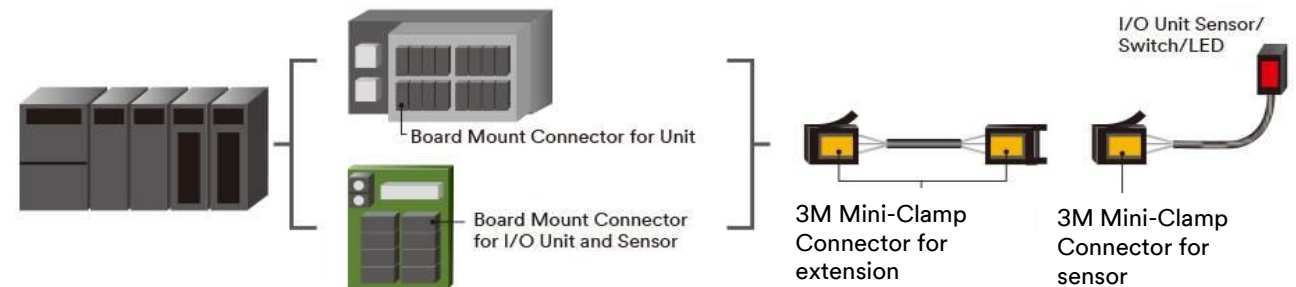 I/O Unit Sensor/
Switch/LED
Board Mount Connector for Unit
Board Mount Connector
for I/O Unit and Sensor
3M Mini-Clamp
Connector for
extension
3M Mini-Clamp
Connector for
sensor